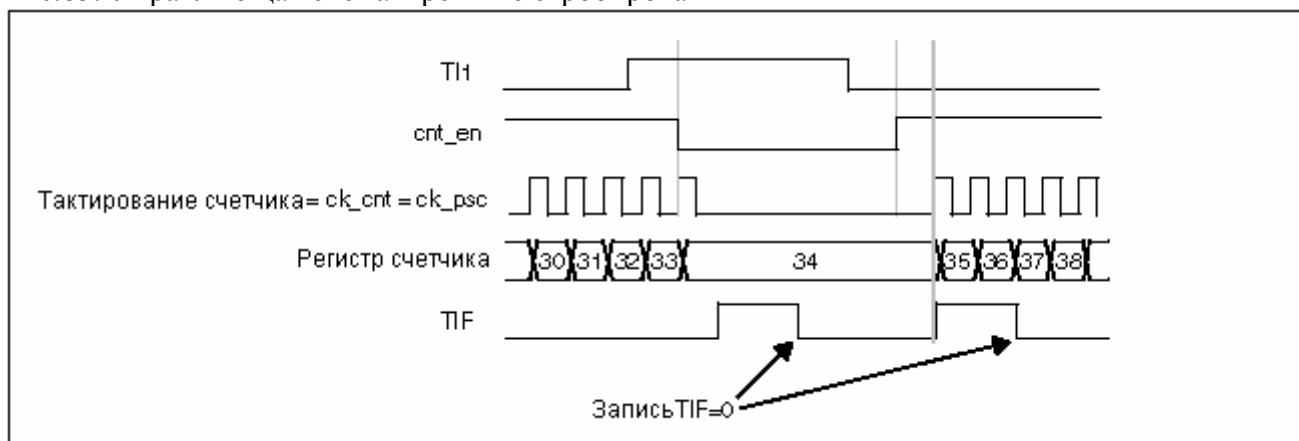 TI1
cnt_en
Тактирование счетчика= ck_cnt = ck_psc
Регистр счетчика
30 31 32 33 34 35 36 37 38
TIF
ЗаписьTIF=0